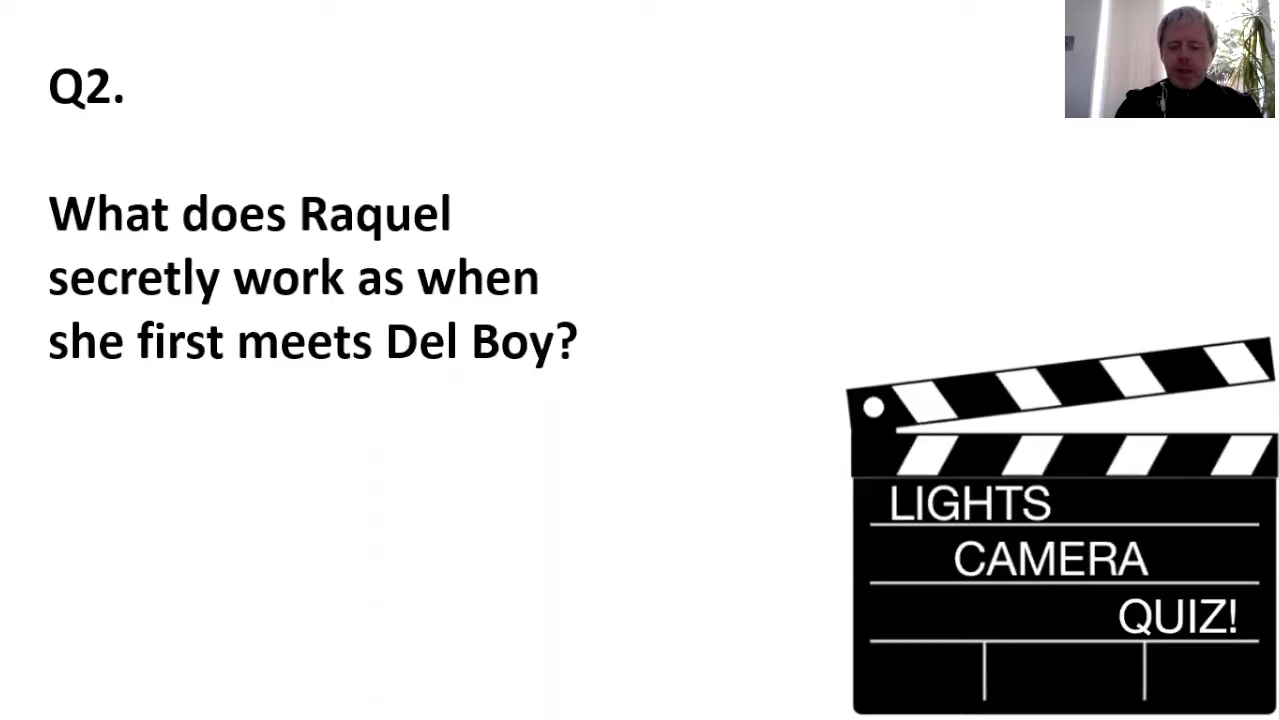 Q2.
What does Raquel
secretly work as when
she first meets Del Boy?
LIGHTS
CAMERA
QUIZ!